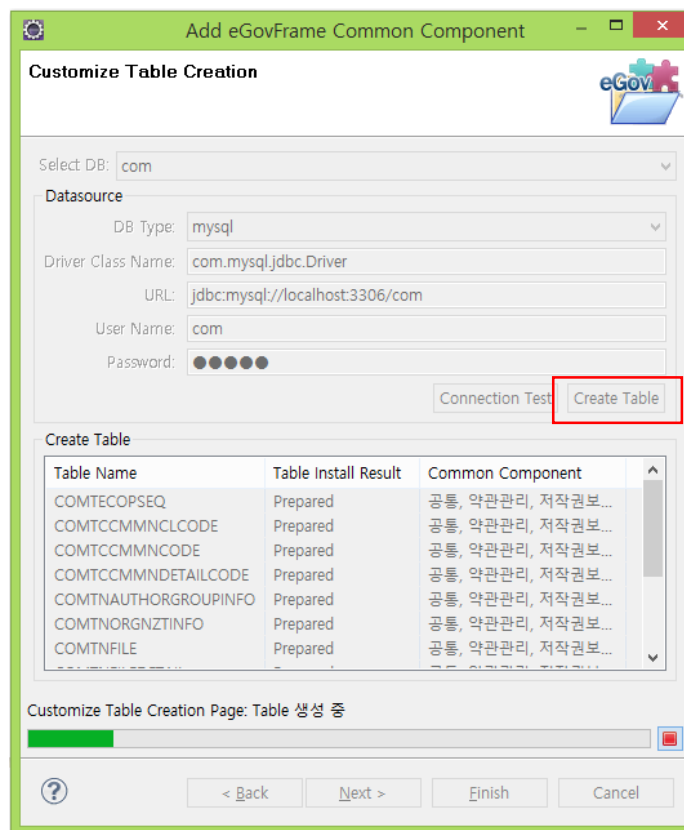 Add eGovFrame Common Component
Customize Table Creation
eGov
Select DB: com
Datasource
DB Type: mysql
Driver Class Name: com.mysql.jdbc.Driver
URL: jdbc:mysql://localhost:3306/com
User Name: com
Password: ●●●●●
Connection Test Create Table
Create Table
Table Name Table Install Result Common Component
COMTECOPSEQ Prepared 공통, 약관관리, 저작권보...
COMTCCMMNCLCODE Prepared 공통, 약관관리, 저작권보...
COMTCCMMNCODE Prepared 공통, 약관관리, 저작권보...
COMTCCMMNDETAILCODE Prepared 공통, 약관관리, 저작권보...
COMTNAUTHORGROUPINFO Prepared 공통, 약관관리, 저작권보...
COMTNORGNZTINFO Prepared 공통, 약관관리, 저작권보...
COMTNFILE Prepared 공통, 약관관리, 저작권보...
Customize Table Creation Page: Table 생성 중
< Back Next > Finish Cancel